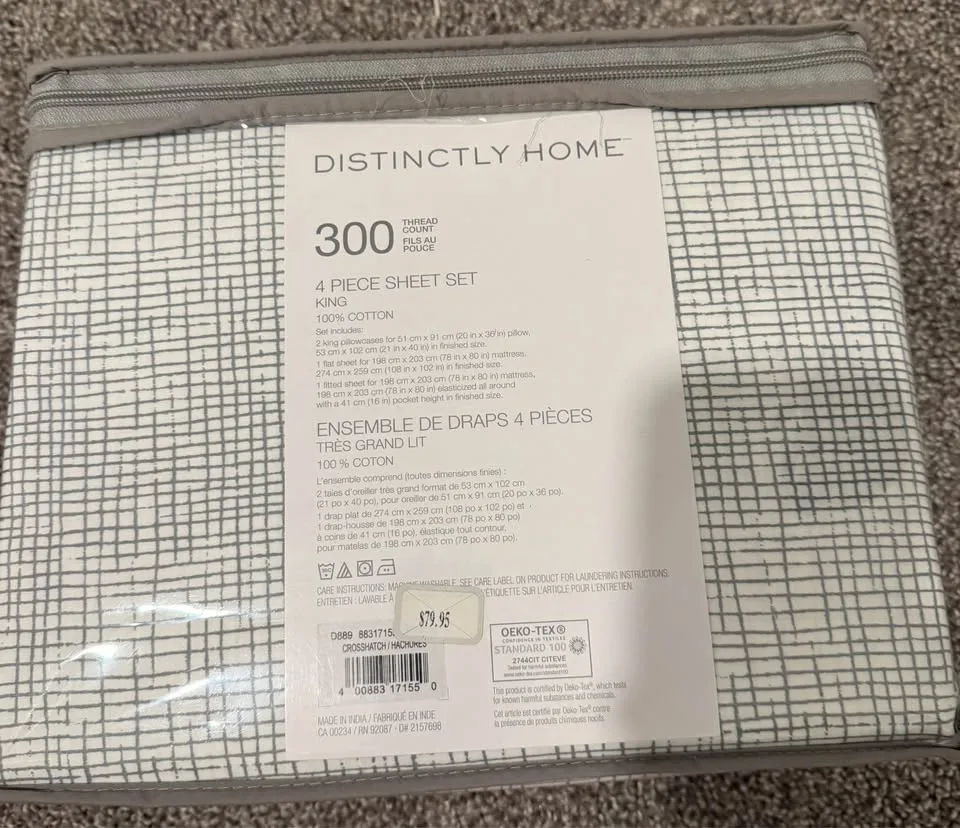 DISTINCTLY HOME
300 THREAD COUNT
FILS AU POUCE
4 PIECE SHEET SET
KING
100% COTTON
Set includes:
2 king pillowcases for 51 cm x 91 cm (20 in x 36 in) pillow,
53 cm x 102 cm (21 in x 40 in) in finished size.
1 flat sheet for 198 cm x 203 cm (78 in x 80 in) mattress,
274 cm x 259 cm (108 in x 102 in) in finished size.
1 fitted sheet for 198 cm x 203 cm (78 in x 80 in) mattress,
198 cm x 203 cm (78 in x 80 in) elasticized all around
with a 41 cm (16 in) pocket height in finished size.
ENSEMBLE DE DRAPS 4 PIÈCES
TRÈS GRAND LIT
100 % COTON
L'ensemble comprend (toutes dimensions finies) :
2 taies d'oreiller très grand format de 53 cm x 102 cm
(21 po x 40 po), pour oreiller de 51 cm x 91 cm (20 po x 36 po).
1 drap plat de 274 cm x 259 cm (108 po x 102 po) et
1 drap-housse de 198 cm x 203 cm (78 po x 80 po)
à coins de 41 cm (16 po), élastique tout contour,
pour matelas de 198 cm x 203 cm (78 po x 80 po).
CARE INSTRUCTIONS: WASHABLE. SEE CARE LABEL ON PRODUCT FOR LAUNDERING INSTRUCTIONS.
ENTRETIEN : LAVABLE À L'ÉTIQUETTE SUR L'ARTICLE POUR L'ENTRETIEN.
$79.95
D889 8831715
CROSSHATCH / HACHURES
4 00883 17155 0
MADE IN INDIA / FABRIQUÉ EN INDE
CA 00234 / RN 92087 · D# 2157698
OEKO-TEX®
CONFIDENCE IN TEXTILES
STANDARD 100
2744CIT CITEVE
Tested for harmful substances
www.oeko-tex.com/standard100
This product is certified by Oeko-Tex®, which tests
for known harmful substances and chemicals.
Cet article est certifié par Oeko-Tex® contre
la présence de produits chimiques nocifs.